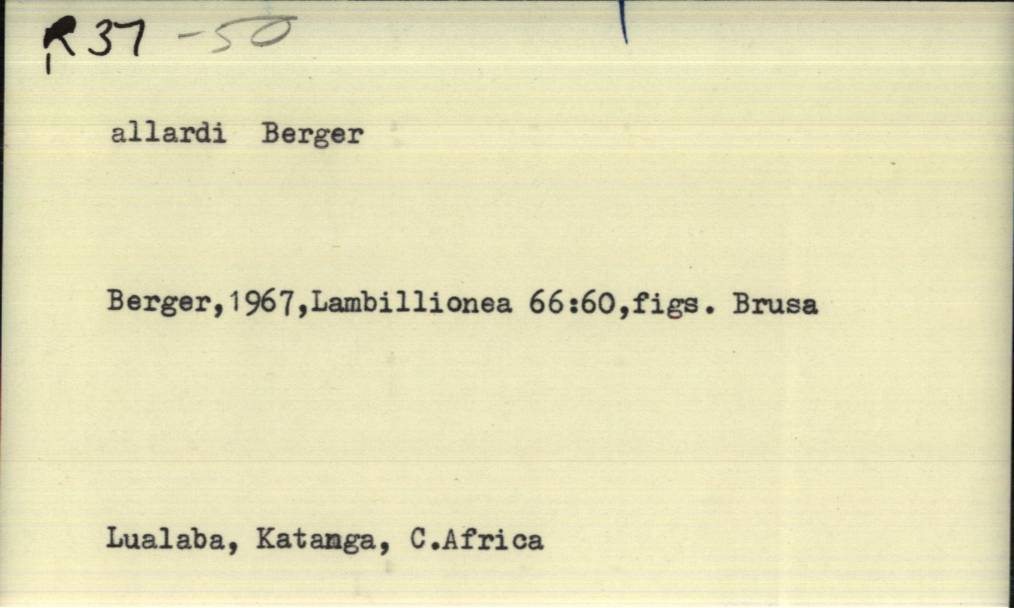 R37 -50
allardi Berger
Berger,1967,Lambillionea 66:60,figs. Brusa
Lualaba, Katanga, C.Africa